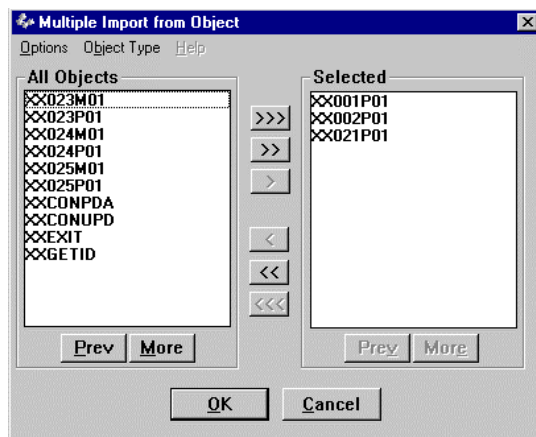 Multiple Import from Object
Options Object Type Help
All Objects
XX023M01
XX023P01
XX024M01
XX024P01
XX025M01
XX025P01
XXCONPDA
XXCONUPD
XXEXIT
XXGETID
Prev More
>>>
>>
>
<
<<
<<<
Selected
XX001P01
XX002P01
XX021P01
Prev More
OK Cancel